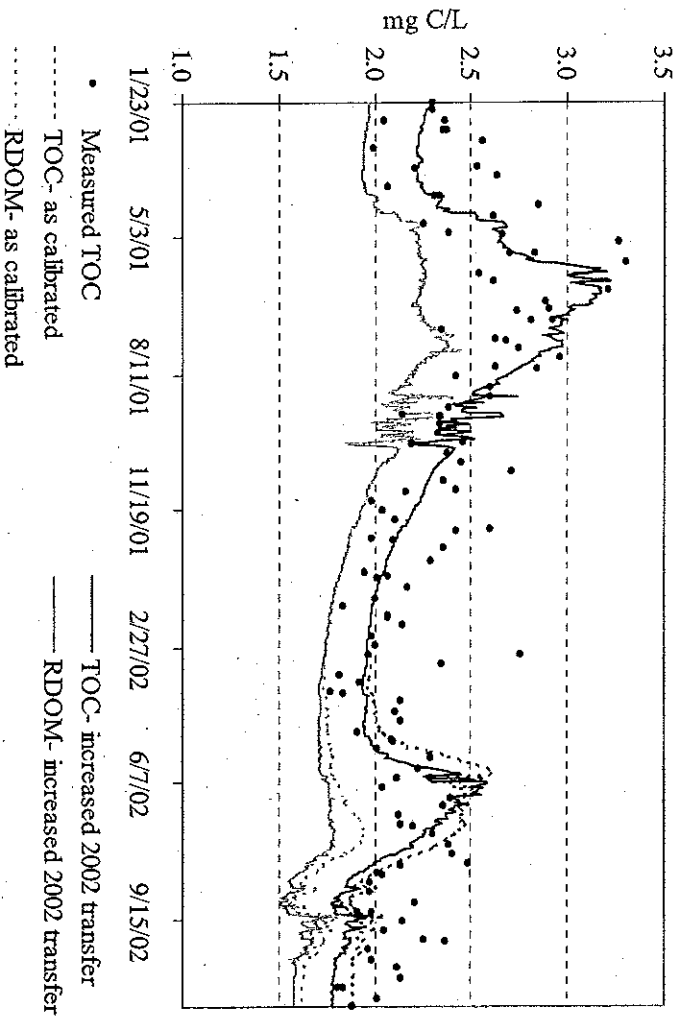 mg C/L
3.5
3.0
2.5
2.0
1.5
1.0
1/23/01
5/3/01
8/11/01
11/19/01
2/27/02
6/7/02
9/15/02
Measured TOC
TOC- as calibrated
RDOM- as calibrated
TOC- increased 2002 transfer
RDOM- increased 2002 transfer